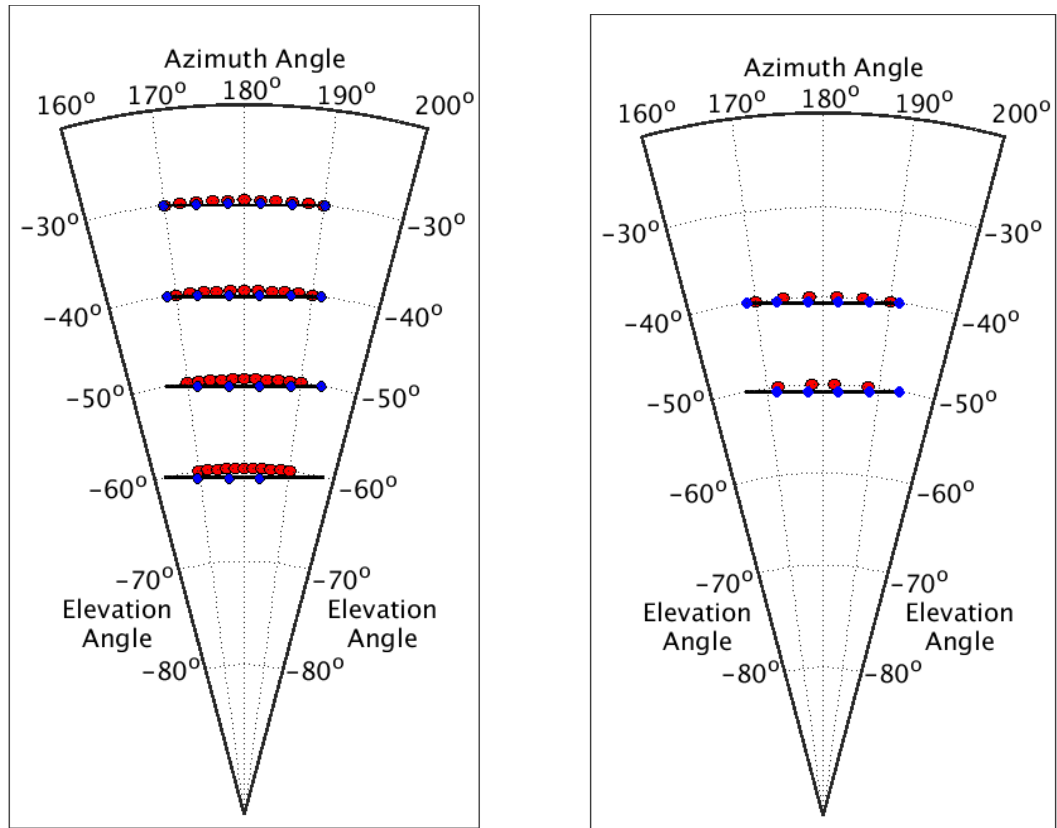 Azimuth Angle
160º 170º 180º 190º 200º
−30º −30º
−40º −40º
−50º −50º
−60º −60º
−70º −70º
Elevation Angle Elevation Angle
−80º −80º
Azimuth Angle
160º 170º 180º 190º 200º
−30º −30º
−40º −40º
−50º −50º
−60º −60º
−70º −70º
Elevation Angle Elevation Angle
−80º −80º